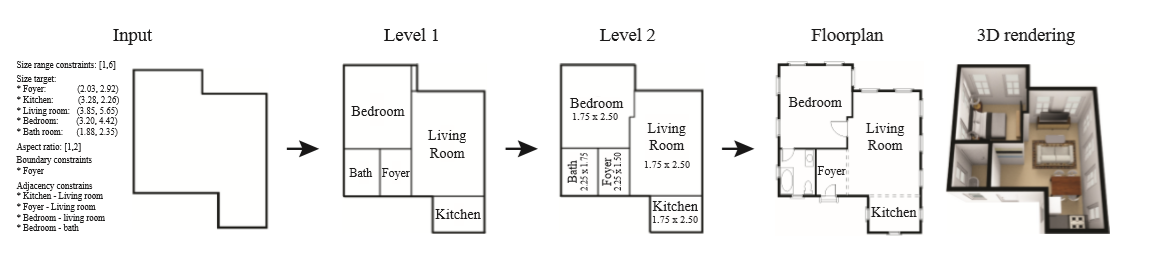 Input
Level 1
Level 2
Floorplan
3D rendering
Size range constraints: [1,6]
Size target:
* Foyer: (2.03, 2.92)
* Kitchen: (3.28, 2.26)
* Living room: (3.85, 5.65)
* Bedroom: (3.20, 4.42)
* Bath room: (1.88, 2.35)
Aspect ratio: [1,2]
Boundary constraints
* Foyer
Adjacency constrains
* Kitchen - Living room
* Foyer - Living room
* Bedroom - living room
* Bedroom - bath
Bedroom
Living
Room
Bath
Foyer
Kitchen
Bedroom
1.75 x 2.50
Living
Room
1.75 x 2.50
Bath
2.25 x 1.75
Foyer
2.25 x 1.50
Kitchen
1.75 x 2.50
Bedroom
Living
Room
Foyer
Kitchen